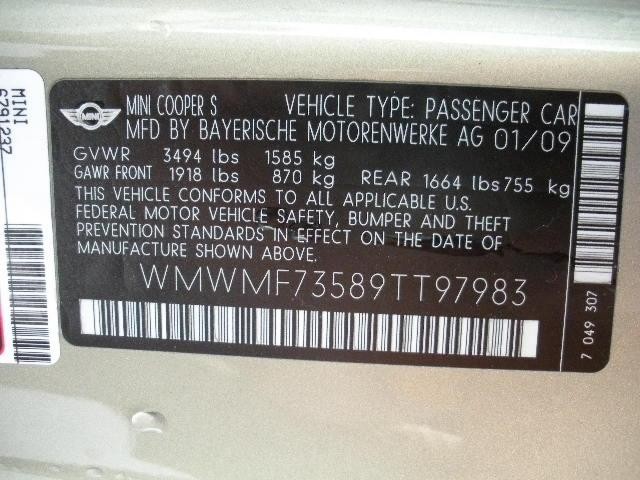 MINI COOPER S VEHICLE TYPE: PASSENGER CAR
MINI MFD BY BAYERISCHE MOTORENWERKE AG 01/09
GVWR 3494 lbs 1585 kg
GAWR FRONT 1918 lbs 870 kg REAR 1664 lbs 755 kg
THIS VEHICLE CONFORMS TO ALL APPLICABLE U.S.
FEDERAL MOTOR VEHICLE SAFETY, BUMPER AND THEFT
PREVENTION STANDARDS IN EFFECT ON THE DATE OF
MANUFACTURE SHOWN ABOVE.
WMWMF73589TT97983
7 049 307
MINI
6791237